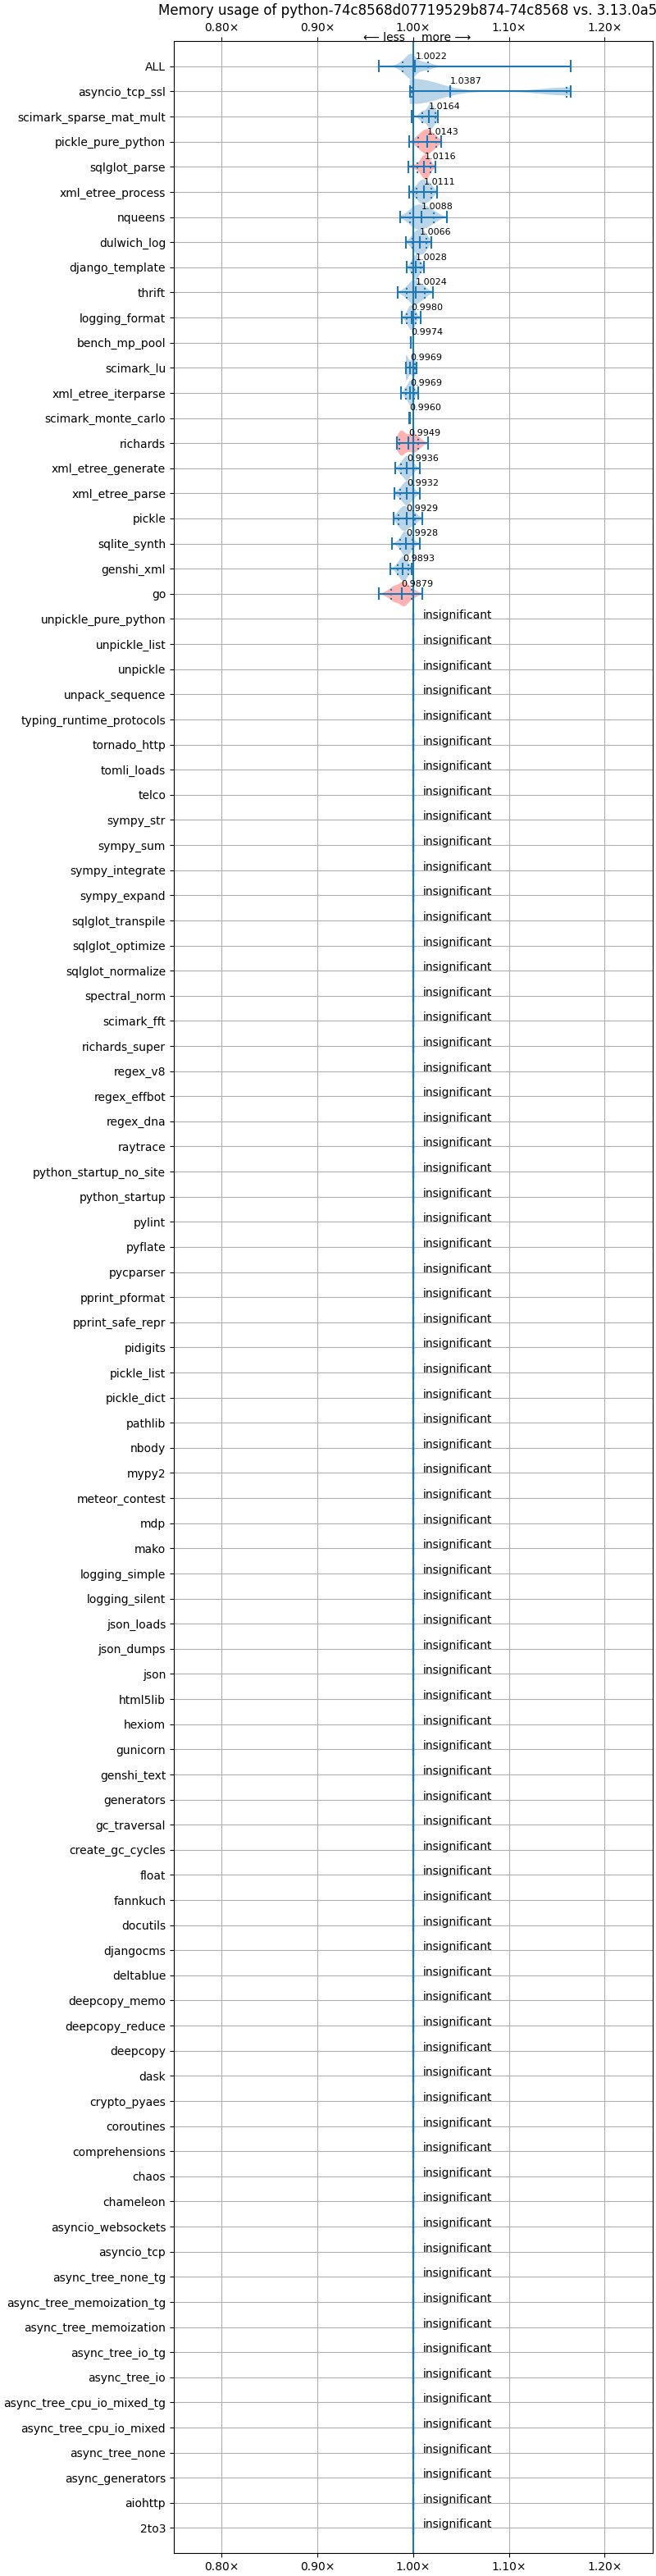 Memory usage of python-74c8568d07719529b874-74c8568 vs. 3.13.0a5
0.80× 0.90× 1.00× 1.10× 1.20×
⟵ less more ⟶
ALL 1.0022
asyncio_tcp_ssl 1.0387
scimark_sparse_mat_mult 1.0164
pickle_pure_python 1.0143
sqlglot_parse 1.0116
xml_etree_process 1.0111
nqueens 1.0088
dulwich_log 1.0066
django_template 1.0028
thrift 1.0024
logging_format 0.9980
bench_mp_pool 0.9974
scimark_lu 0.9969
xml_etree_iterparse 0.9969
scimark_monte_carlo 0.9960
richards 0.9949
xml_etree_generate 0.9936
xml_etree_parse 0.9932
pickle 0.9929
sqlite_synth 0.9928
genshi_xml 0.9893
go 0.9879
unpickle_pure_python insignificant
unpickle_list insignificant
unpickle insignificant
unpack_sequence insignificant
typing_runtime_protocols insignificant
tornado_http insignificant
tomli_loads insignificant
telco insignificant
sympy_str insignificant
sympy_sum insignificant
sympy_integrate insignificant
sympy_expand insignificant
sqlglot_transpile insignificant
sqlglot_optimize insignificant
sqlglot_normalize insignificant
spectral_norm insignificant
scimark_fft insignificant
richards_super insignificant
regex_v8 insignificant
regex_effbot insignificant
regex_dna insignificant
raytrace insignificant
python_startup_no_site insignificant
python_startup insignificant
pylint insignificant
pyflate insignificant
pycparser insignificant
pprint_pformat insignificant
pprint_safe_repr insignificant
pidigits insignificant
pickle_list insignificant
pickle_dict insignificant
pathlib insignificant
nbody insignificant
mypy2 insignificant
meteor_contest insignificant
mdp insignificant
mako insignificant
logging_simple insignificant
logging_silent insignificant
json_loads insignificant
json_dumps insignificant
json insignificant
html5lib insignificant
hexiom insignificant
gunicorn insignificant
genshi_text insignificant
generators insignificant
gc_traversal insignificant
create_gc_cycles insignificant
float insignificant
fannkuch insignificant
docutils insignificant
djangocms insignificant
deltablue insignificant
deepcopy_memo insignificant
deepcopy_reduce insignificant
deepcopy insignificant
dask insignificant
crypto_pyaes insignificant
coroutines insignificant
comprehensions insignificant
chaos insignificant
chameleon insignificant
asyncio_websockets insignificant
asyncio_tcp insignificant
async_tree_none_tg insignificant
async_tree_memoization_tg insignificant
async_tree_memoization insignificant
async_tree_io_tg insignificant
async_tree_io insignificant
async_tree_cpu_io_mixed_tg insignificant
async_tree_cpu_io_mixed insignificant
async_tree_none insignificant
async_generators insignificant
aiohttp insignificant
2to3 insignificant
0.80× 0.90× 1.00× 1.10× 1.20×